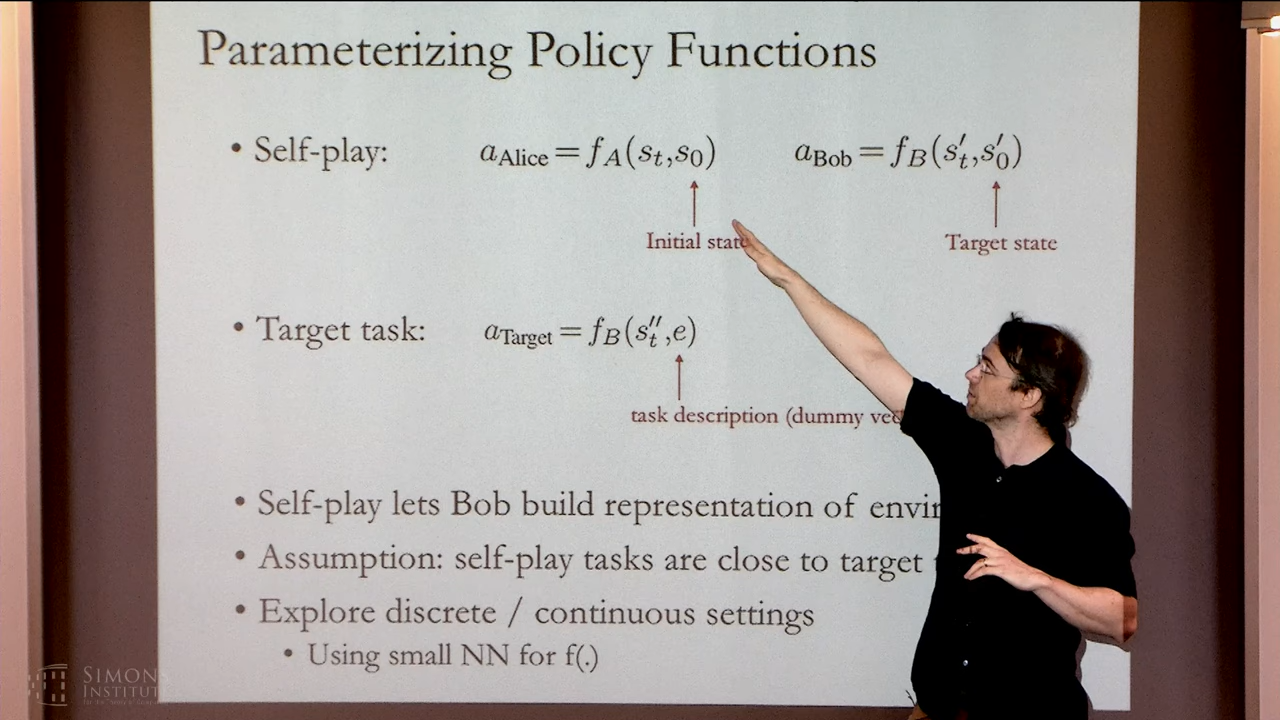 Parameterizing Policy Functions
• Self-play: a_Alice = f_A(s_t, s_0) a_Bob = f_B(s'_t, s'_0)
Initial state Target state
• Target task: a_Target = f_B(s''_t, e)
task description (dummy vec
• Self-play lets Bob build representation of envir
• Assumption: self-play tasks are close to target
• Explore discrete / continuous settings
• Using small NN for f(.)
SIMONS
INSTITUTE